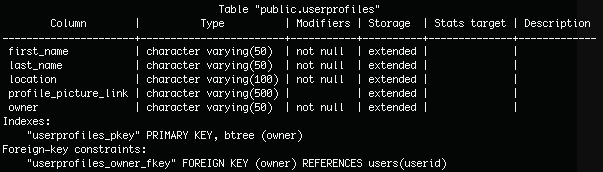 Table "public.userprofiles"
Column | Type | Modifiers | Storage | Stats target | Description
----------------------+------------------------+-----------+----------+--------------+-------------
first_name | character varying(50) | not null | extended | |
last_name | character varying(50) | not null | extended | |
location | character varying(100) | not null | extended | |
profile_picture_link | character varying(500) | | extended | |
owner | character varying(50) | not null | extended | |
Indexes:
"userprofiles_pkey" PRIMARY KEY, btree (owner)
Foreign-key constraints:
"userprofiles_owner_fkey" FOREIGN KEY (owner) REFERENCES users(userid)